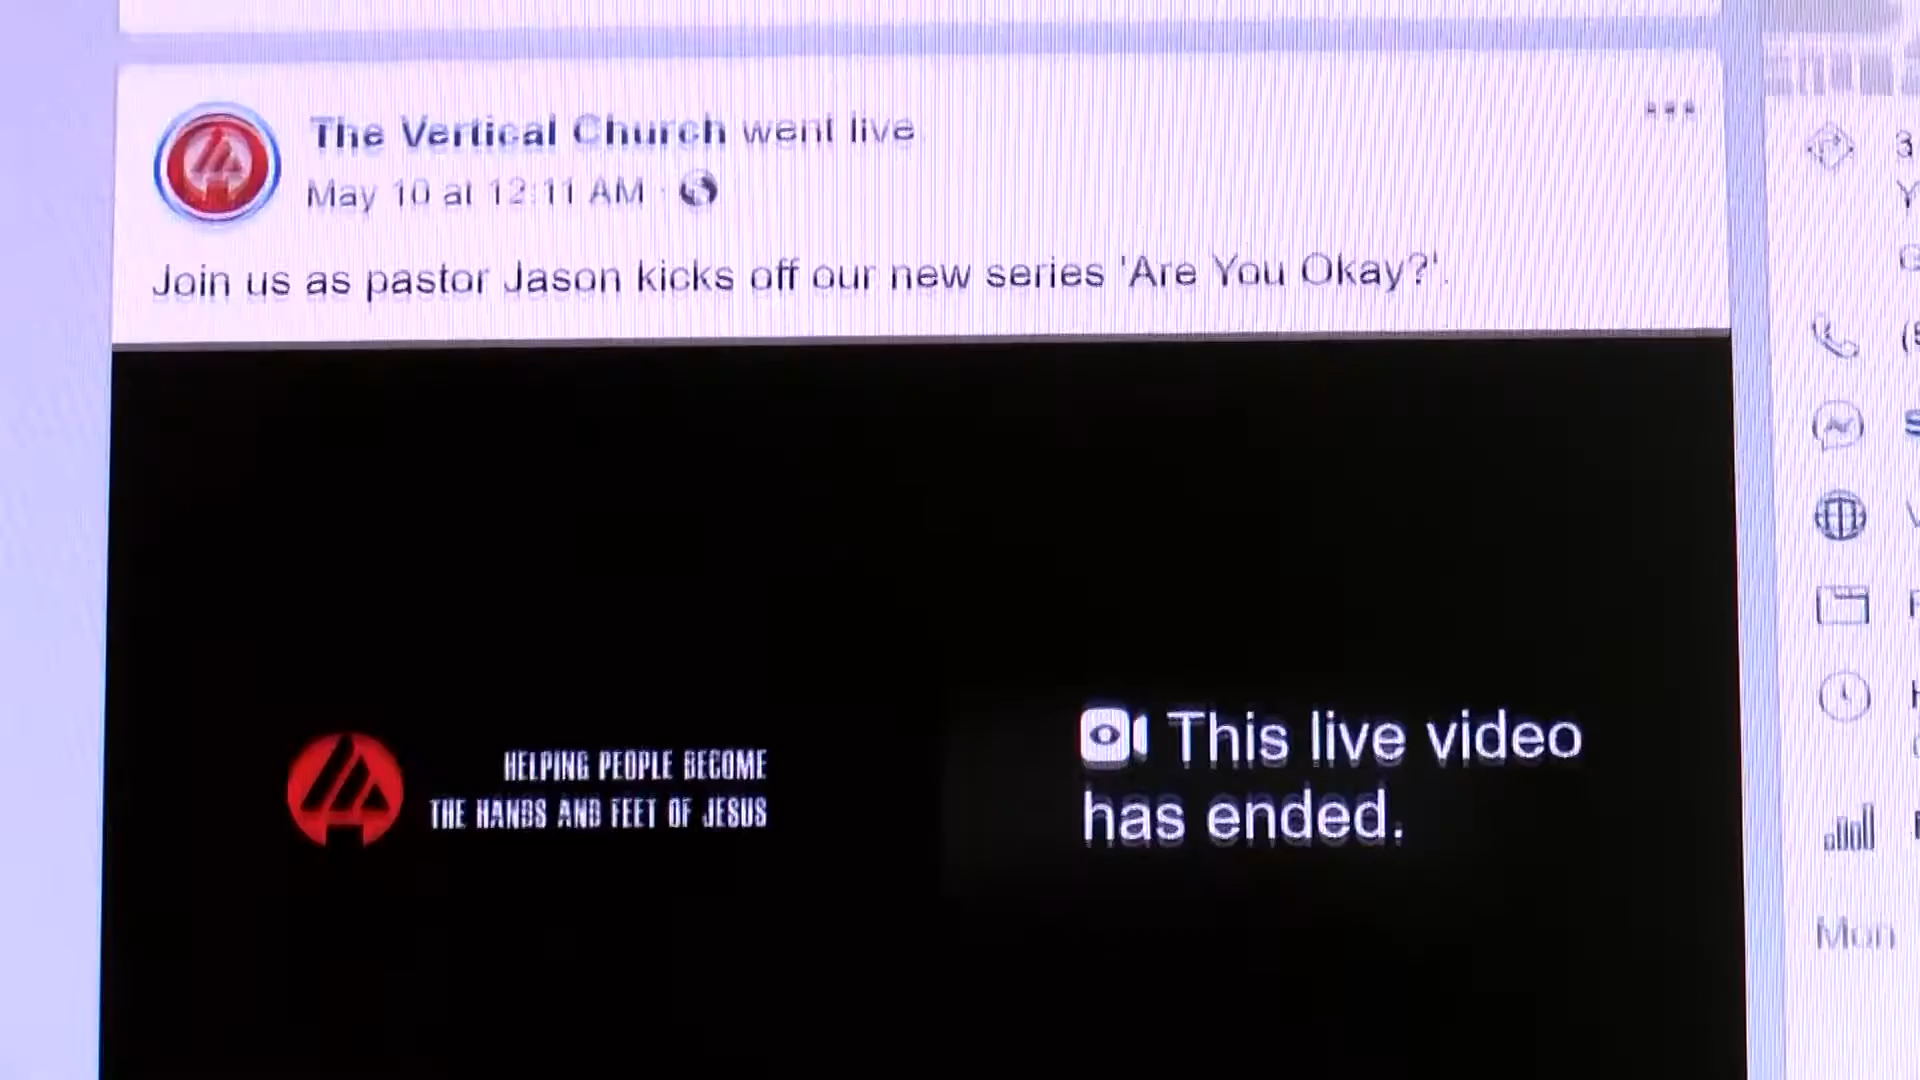 The Vertical Church went live
May 10 at 12:11 AM
Join us as pastor Jason kicks off our new series 'Are You Okay?'.
HELPING PEOPLE BECOME
THE HANDS AND FEET OF JESUS
This live video
has ended.
Mon